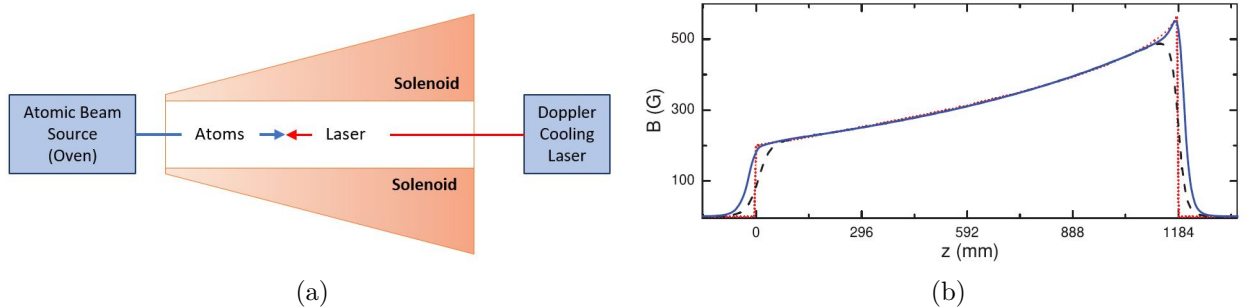 Solenoid
Atomic Beam
Source
(Oven)
Atoms
Laser
Doppler
Cooling
Laser
Solenoid
(a)
B (G)
500
300
100
0
296
592
888
1184
z (mm)
(b)